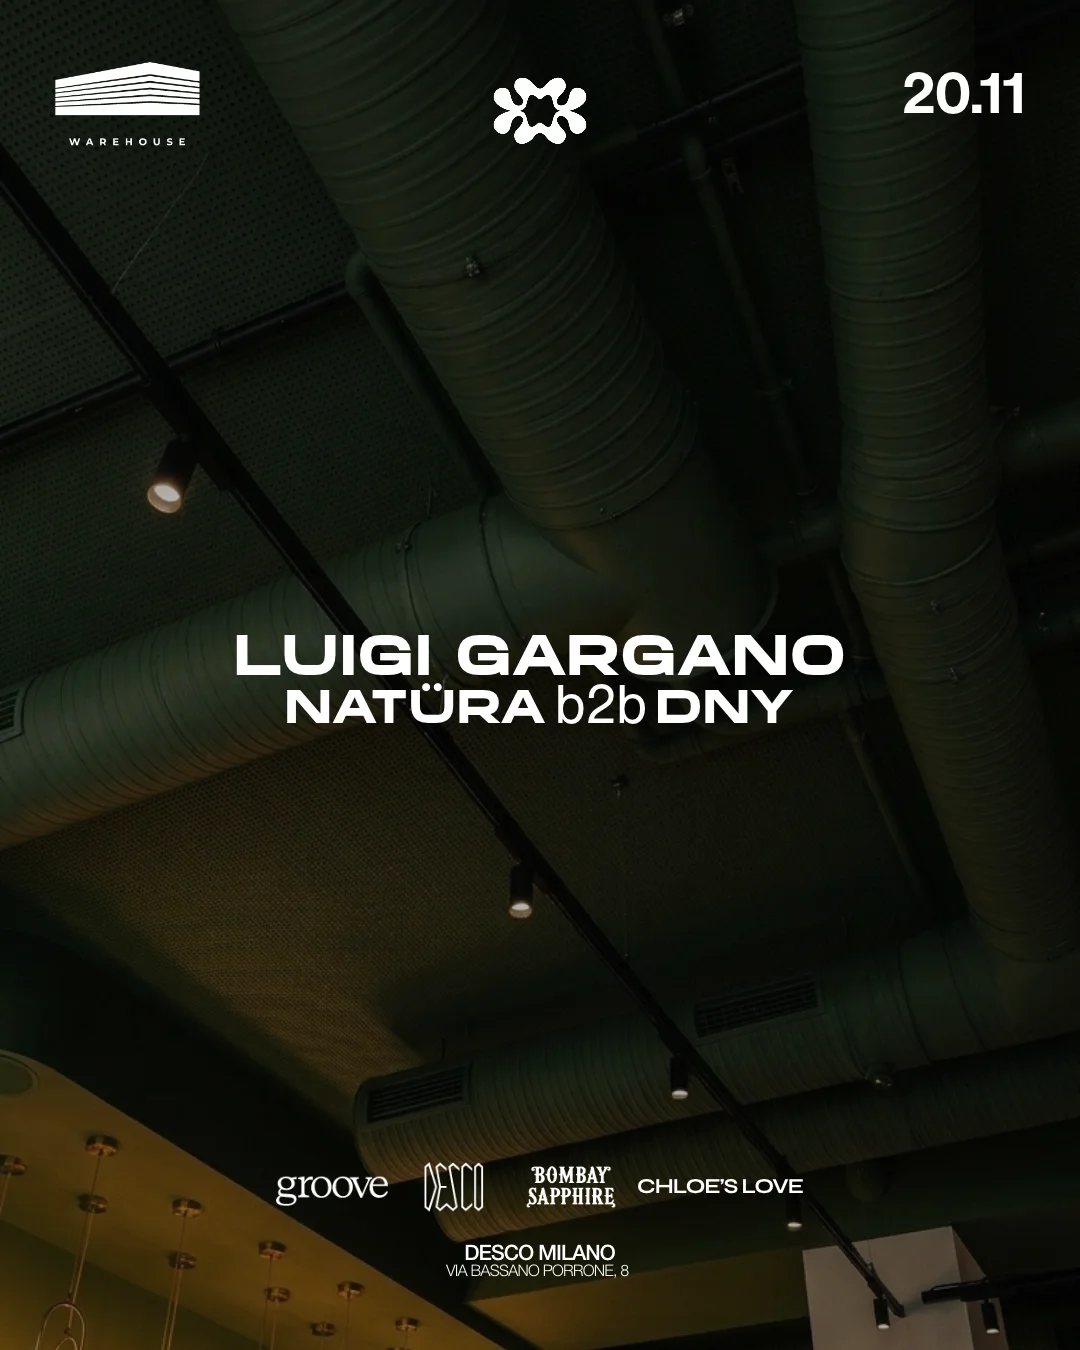 WAREHOUSE
20.11
LUIGI GARGANO
NATÜRA b2b DNY
groove
DESCO
BOMBAY
SAPPHIRE
CHLOE'S LOVE
DESCO MILANO
VIA BASSANO PORRONE, 8